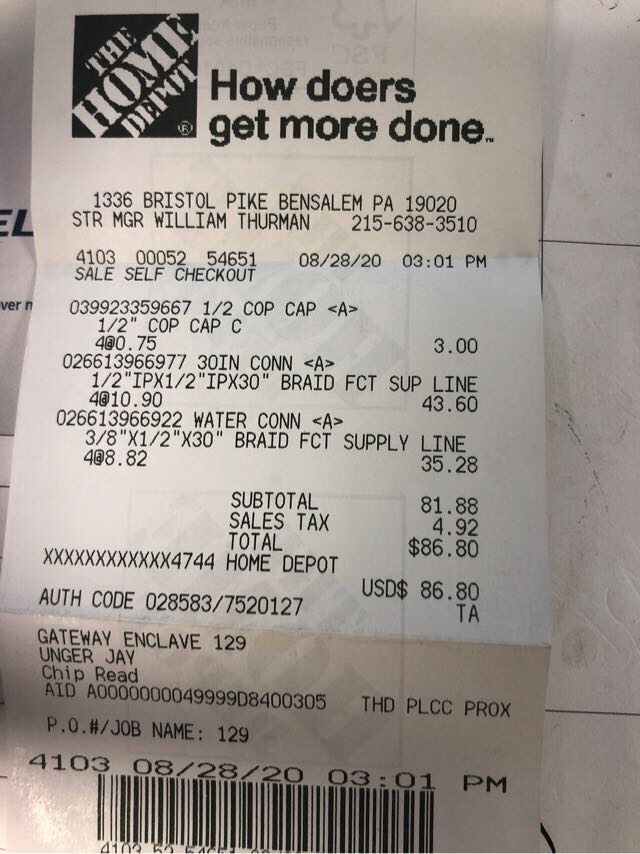 THE
HOME
DEPOT
®
How doers
get more done™
1336 BRISTOL PIKE BENSALEM PA 19020
STR MGR WILLIAM THURMAN 215-638-3510
4103 00052 54651 08/28/20 03:01 PM
SALE SELF CHECKOUT
039923359667 1/2 COP CAP <A>
1/2" COP CAP C
4@0.75 3.00
026613966977 30IN CONN <A>
1/2"IPX1/2"IPX30" BRAID FCT SUP LINE
4@10.90 43.60
026613966922 WATER CONN <A>
3/8"X1/2"X30" BRAID FCT SUPPLY LINE
4@8.82 35.28
SUBTOTAL 81.88
SALES TAX 4.92
TOTAL $86.80
XXXXXXXXXXXX4744 HOME DEPOT
USD$ 86.80
AUTH CODE 028583/7520127 TA
GATEWAY ENCLAVE 129
UNGER JAY
Chip Read
AID A0000000049999D8400305 THD PLCC PROX
P.O.#/JOB NAME: 129
4103 08/28/20 03:01 PM